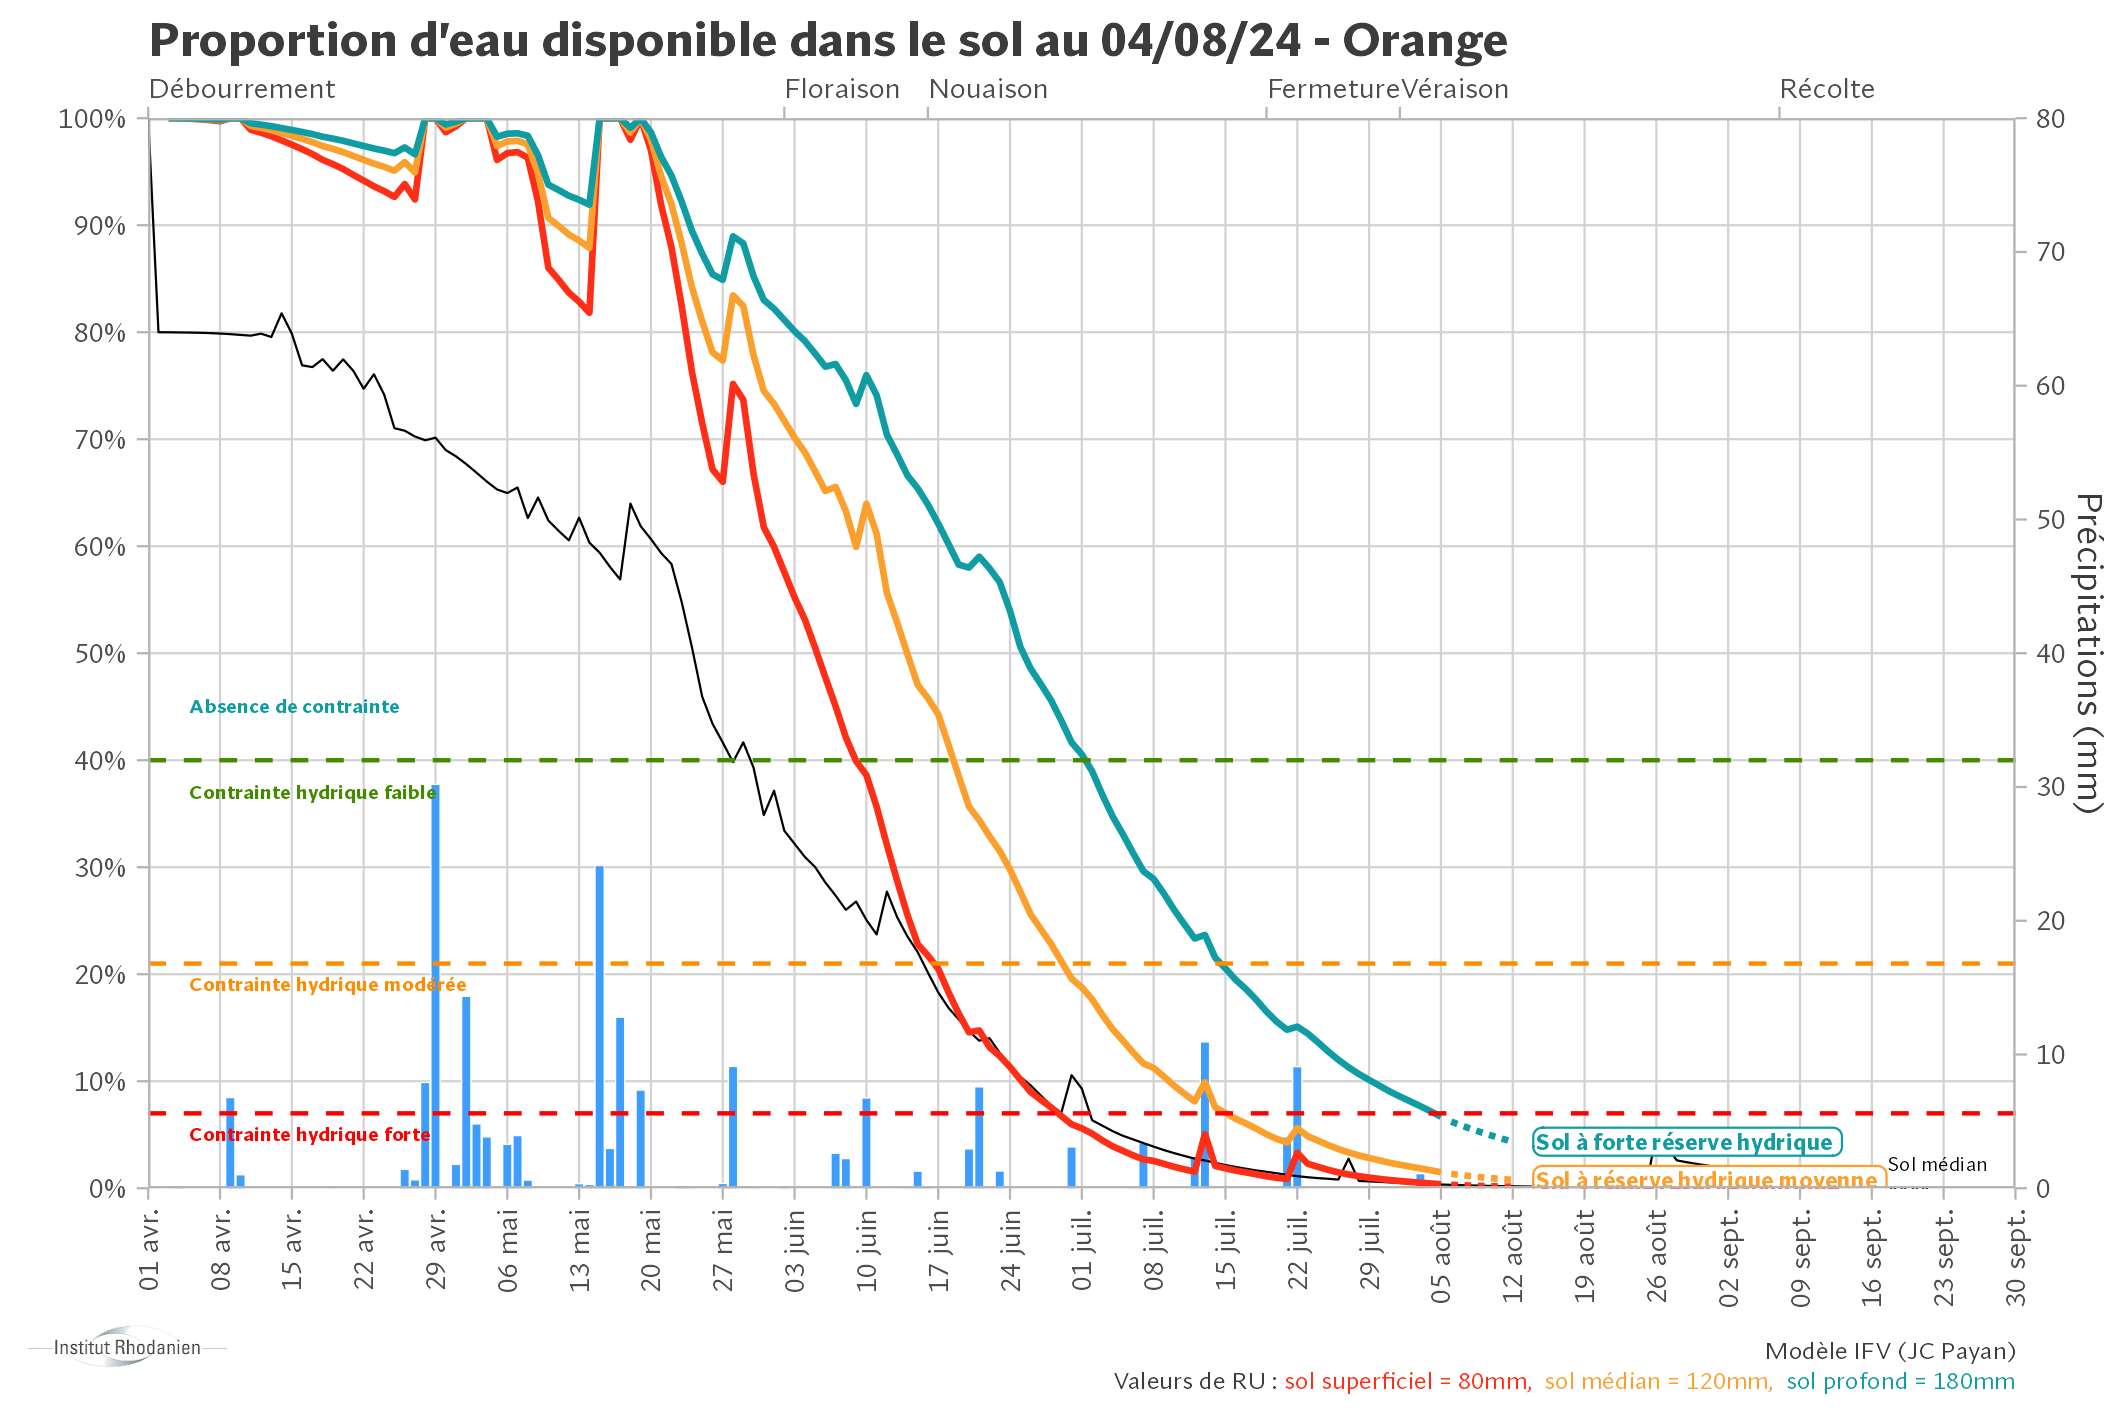 Proportion d'eau disponible dans le sol au 04/08/24 - Orange
Débourrement Floraison Nouaison Fermeture Véraison Récolte
100% 80
90%
70
80%
60
70%
60% 50
50% 40
Absence de contrainte
40%
Contrainte hydrique faible
30
30%
20
20%
Contrainte hydrique modérée
10% 10
Contrainte hydrique forte
0% 0
Précipitations (mm)
Sol à forte réserve hydrique
Sol médian
Sol à réserve hydrique moyenne
01 avr. 08 avr. 15 avr. 22 avr. 29 avr. 06 mai 13 mai 20 mai 27 mai 03 juin 10 juin 17 juin 24 juin 01 juil. 08 juil. 15 juil. 22 juil. 29 juil. 05 août 12 août 19 août 26 août 02 sept. 09 sept. 16 sept. 23 sept. 30 sept.
Institut Rhodanien
Modèle IFV (JC Payan)
Valeurs de RU : sol superficiel = 80mm, sol médian = 120mm, sol profond = 180mm